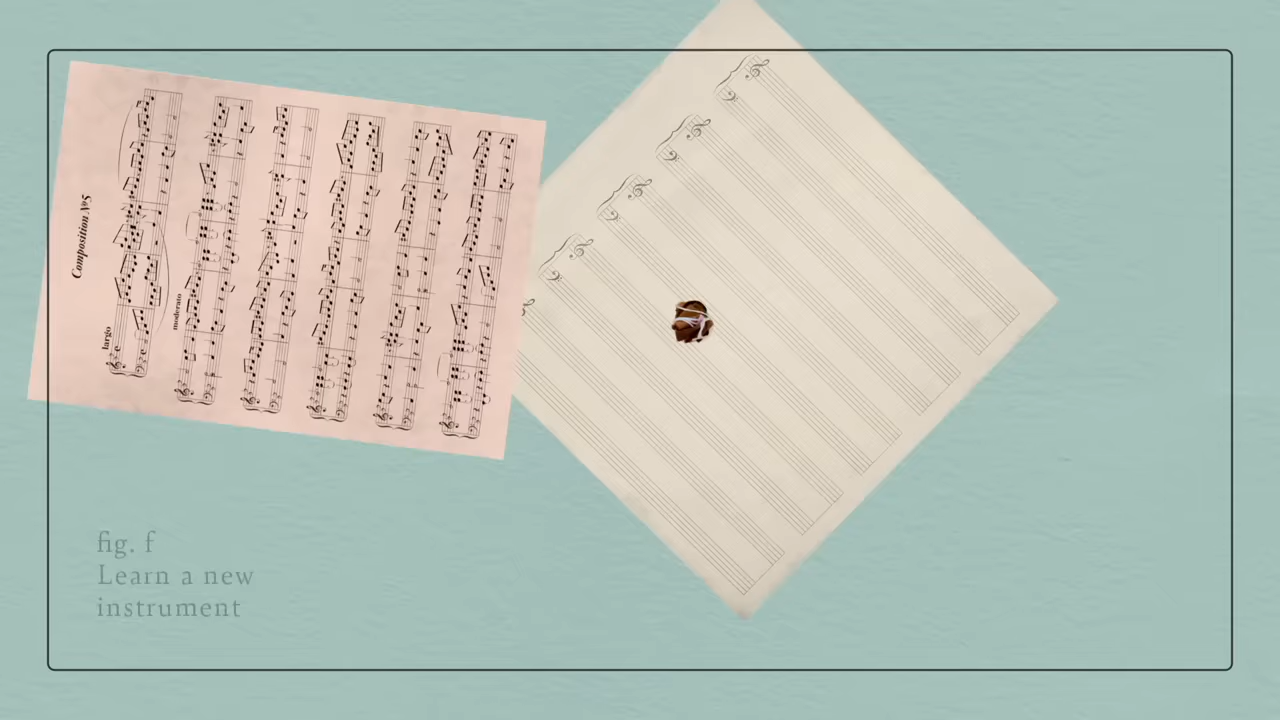 Composition №5
largo
moderato
fig. f
Learn a new
instrument